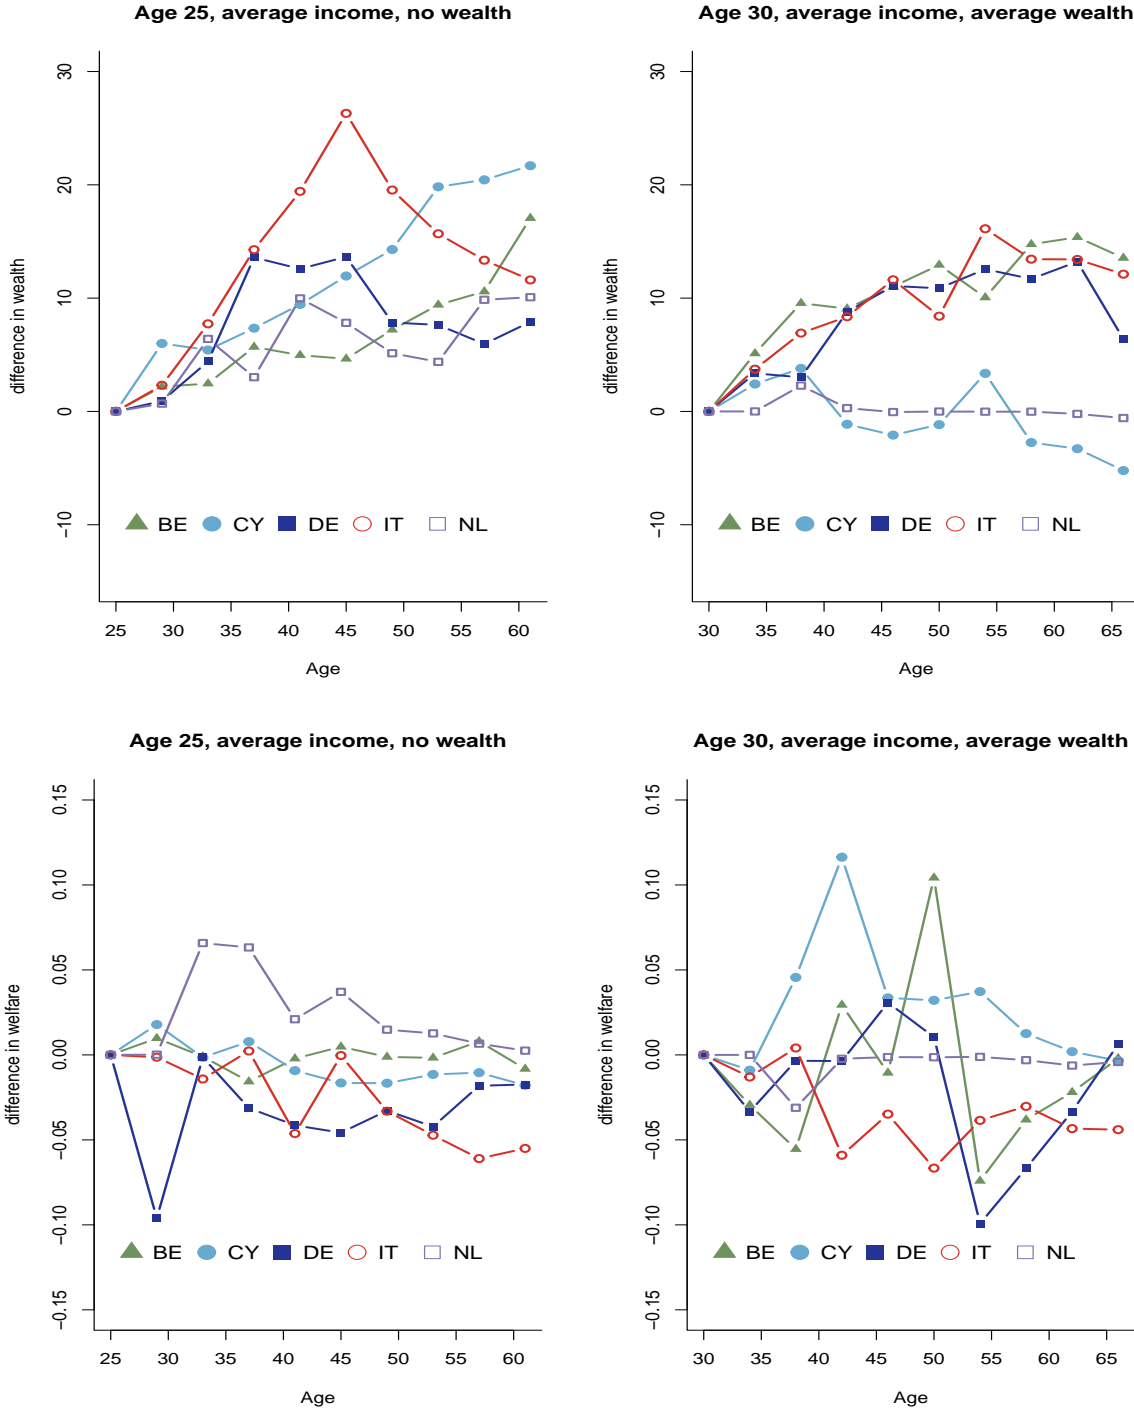 Age 25, average income, no wealth
difference in wealth
30
20
10
0
−10
BE CY DE IT NL
25 30 35 40 45 50 55 60
Age
Age 30, average income, average wealth
difference in wealth
30
20
10
0
−10
BE CY DE IT NL
30 35 40 45 50 55 60 65
Age
Age 25, average income, no wealth
difference in welfare
0.15
0.10
0.05
0.00
−0.05
−0.10
−0.15
BE CY DE IT NL
25 30 35 40 45 50 55 60
Age
Age 30, average income, average wealth
difference in welfare
0.15
0.10
0.05
0.00
−0.05
−0.10
−0.15
BE CY DE IT NL
30 35 40 45 50 55 60 65
Age